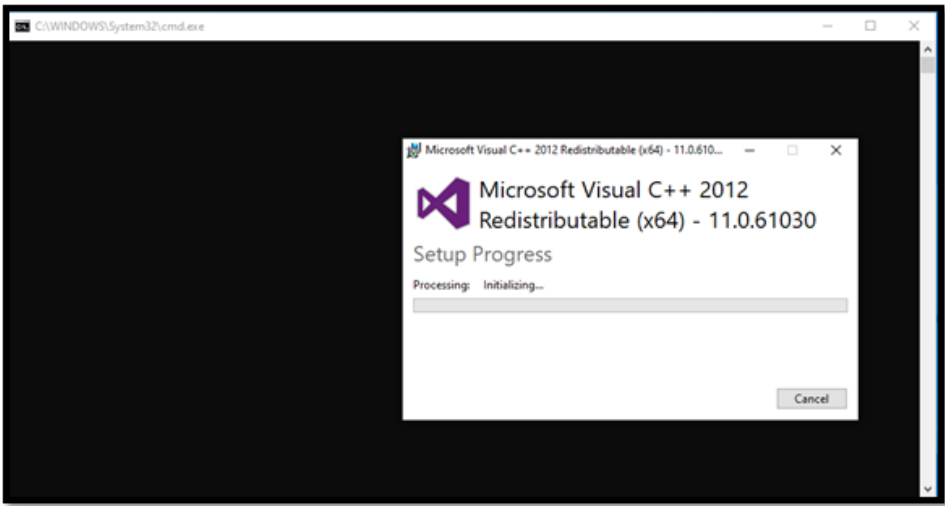 C:\WINDOWS\System32\cmd.exe
Microsoft Visual C++ 2012 Redistributable (x64) - 11.0.610...
Microsoft Visual C++ 2012
Redistributable (x64) - 11.0.61030
Setup Progress
Processing: Initializing...
Cancel